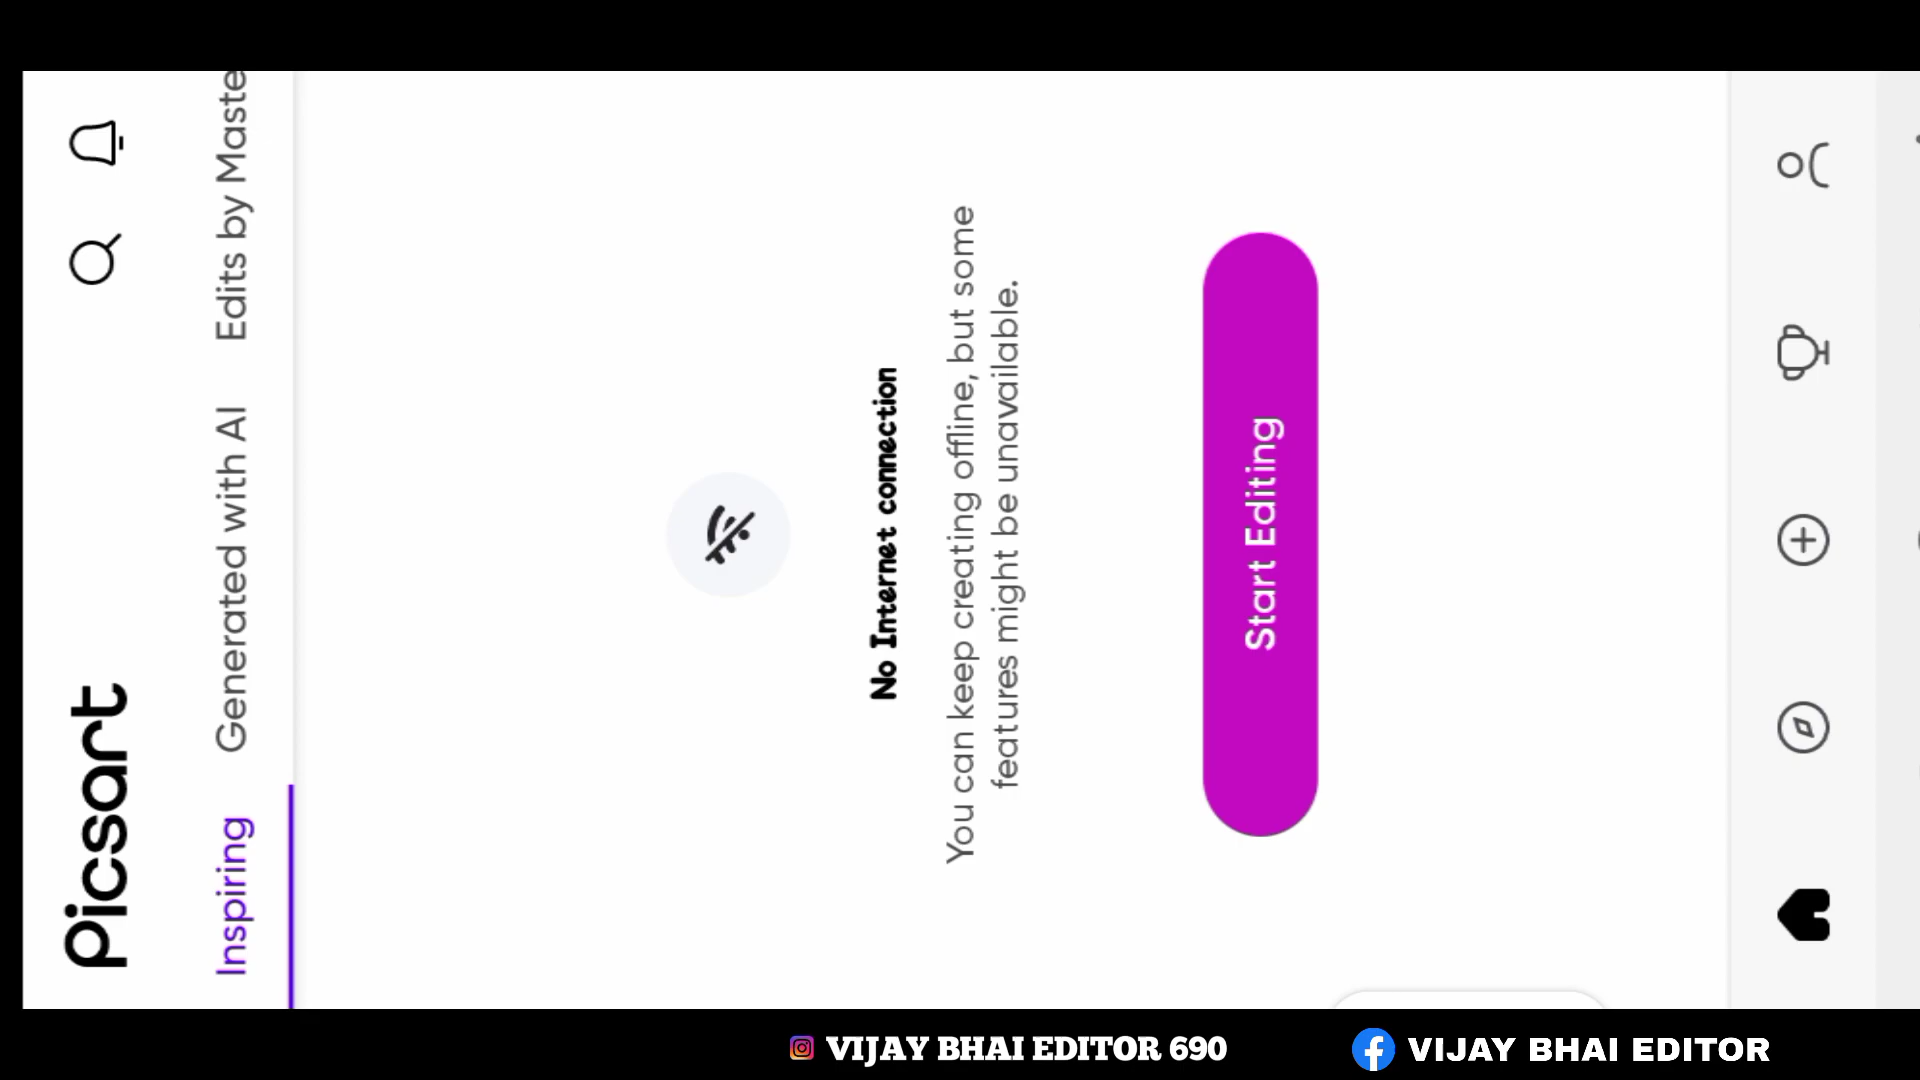 Picsart
Inspiring Generated with AI Edits by Maste
No Internet connection
You can keep creating offline, but some
features might be unavailable.
Start Editing
VIJAY BHAI EDITOR 690
VIJAY BHAI EDITOR